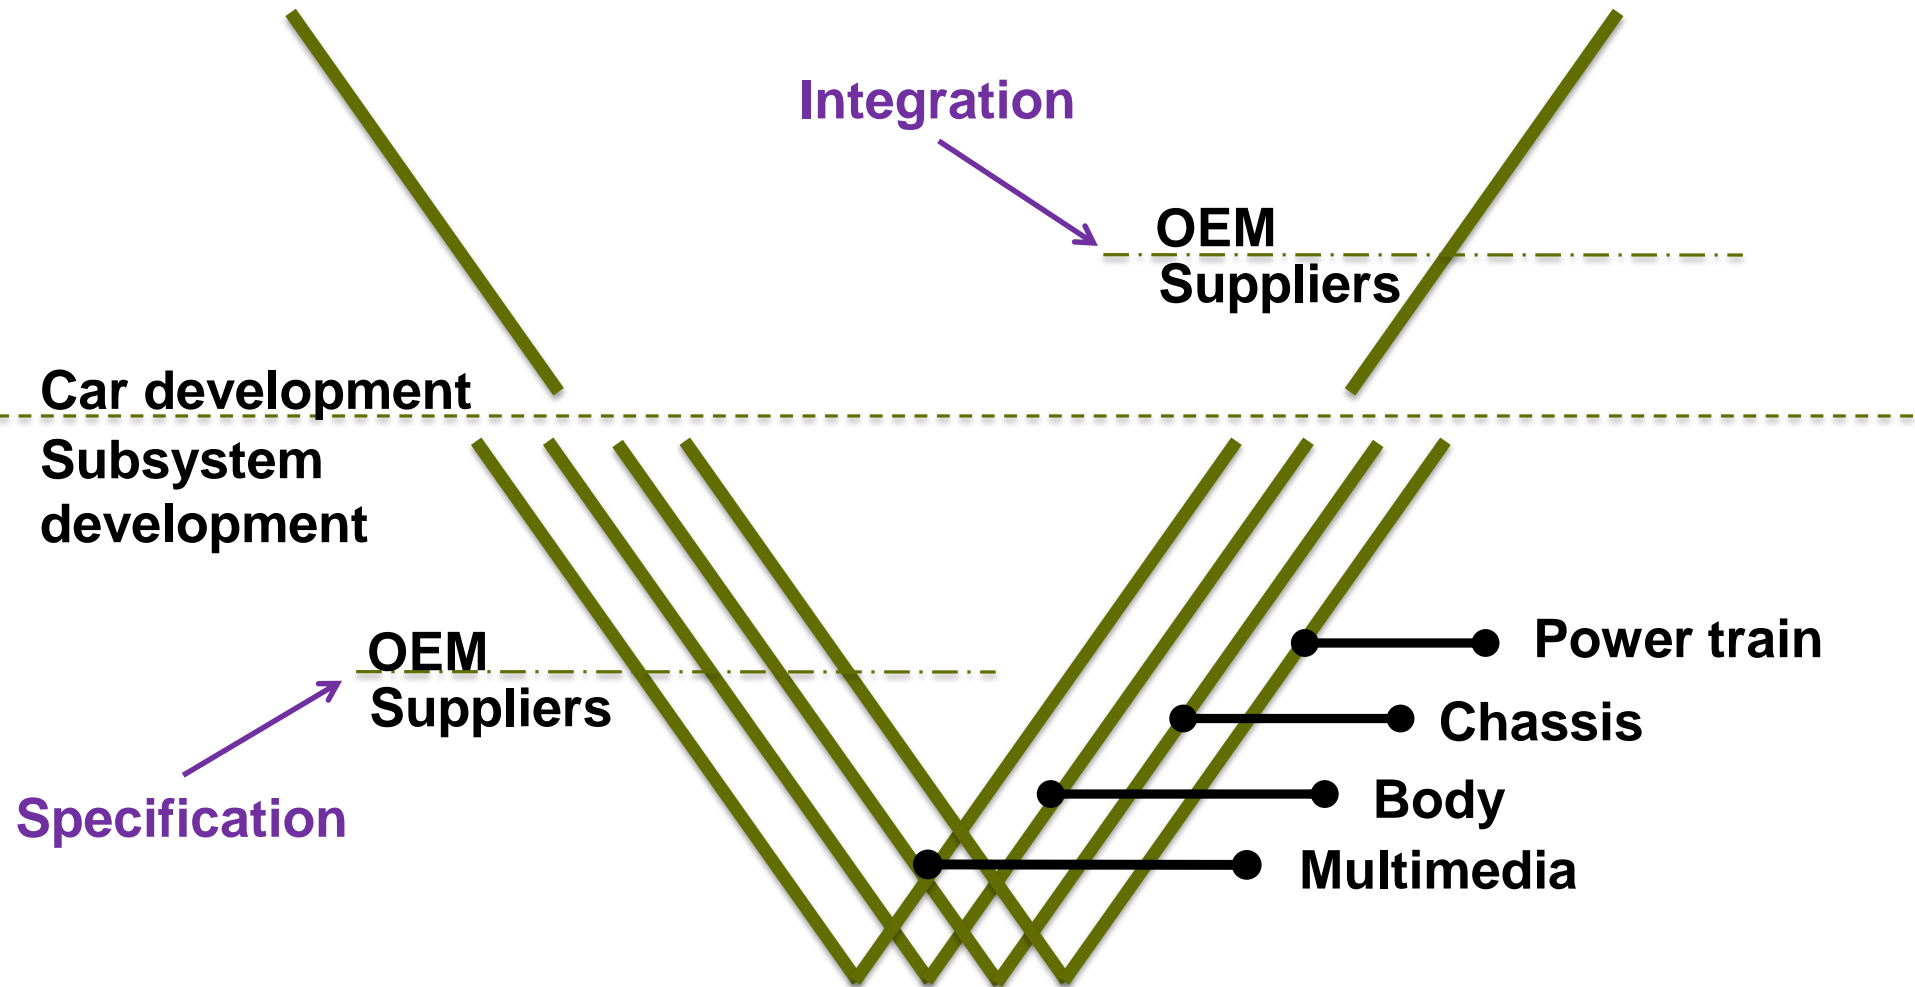 Integration
OEM
Suppliers
Car development
Subsystem
development
OEM
Suppliers
Specification
Power train
Chassis
Body
Multimedia